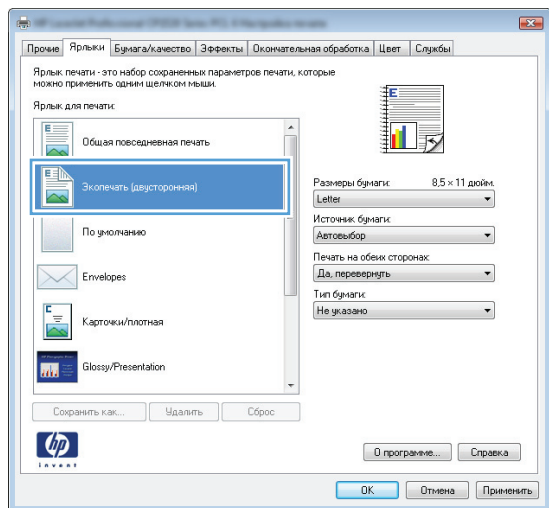 Прочие Ярлыки Бумага/качество Эффекты Окончательная обработка Цвет Службы
Ярлык печати - это набор сохраненных параметров печати, которые
можно применить одним щелчком мыши.
Ярлык для печати:
Общая повседневная печать
Экопечать (двусторонняя)
По умолчанию
Envelopes
Карточки/плотная
Glossy/Presentation
Размеры бумаги: 8,5 × 11 дюйм.
Letter
Источник бумаги:
Автовыбор
Печать на обеих сторонах:
Да, перевернуть
Тип бумаги:
Не указано
Сохранить как... Удалить Сброс
hp
invent
О программе... Справка
OK Отмена Применить